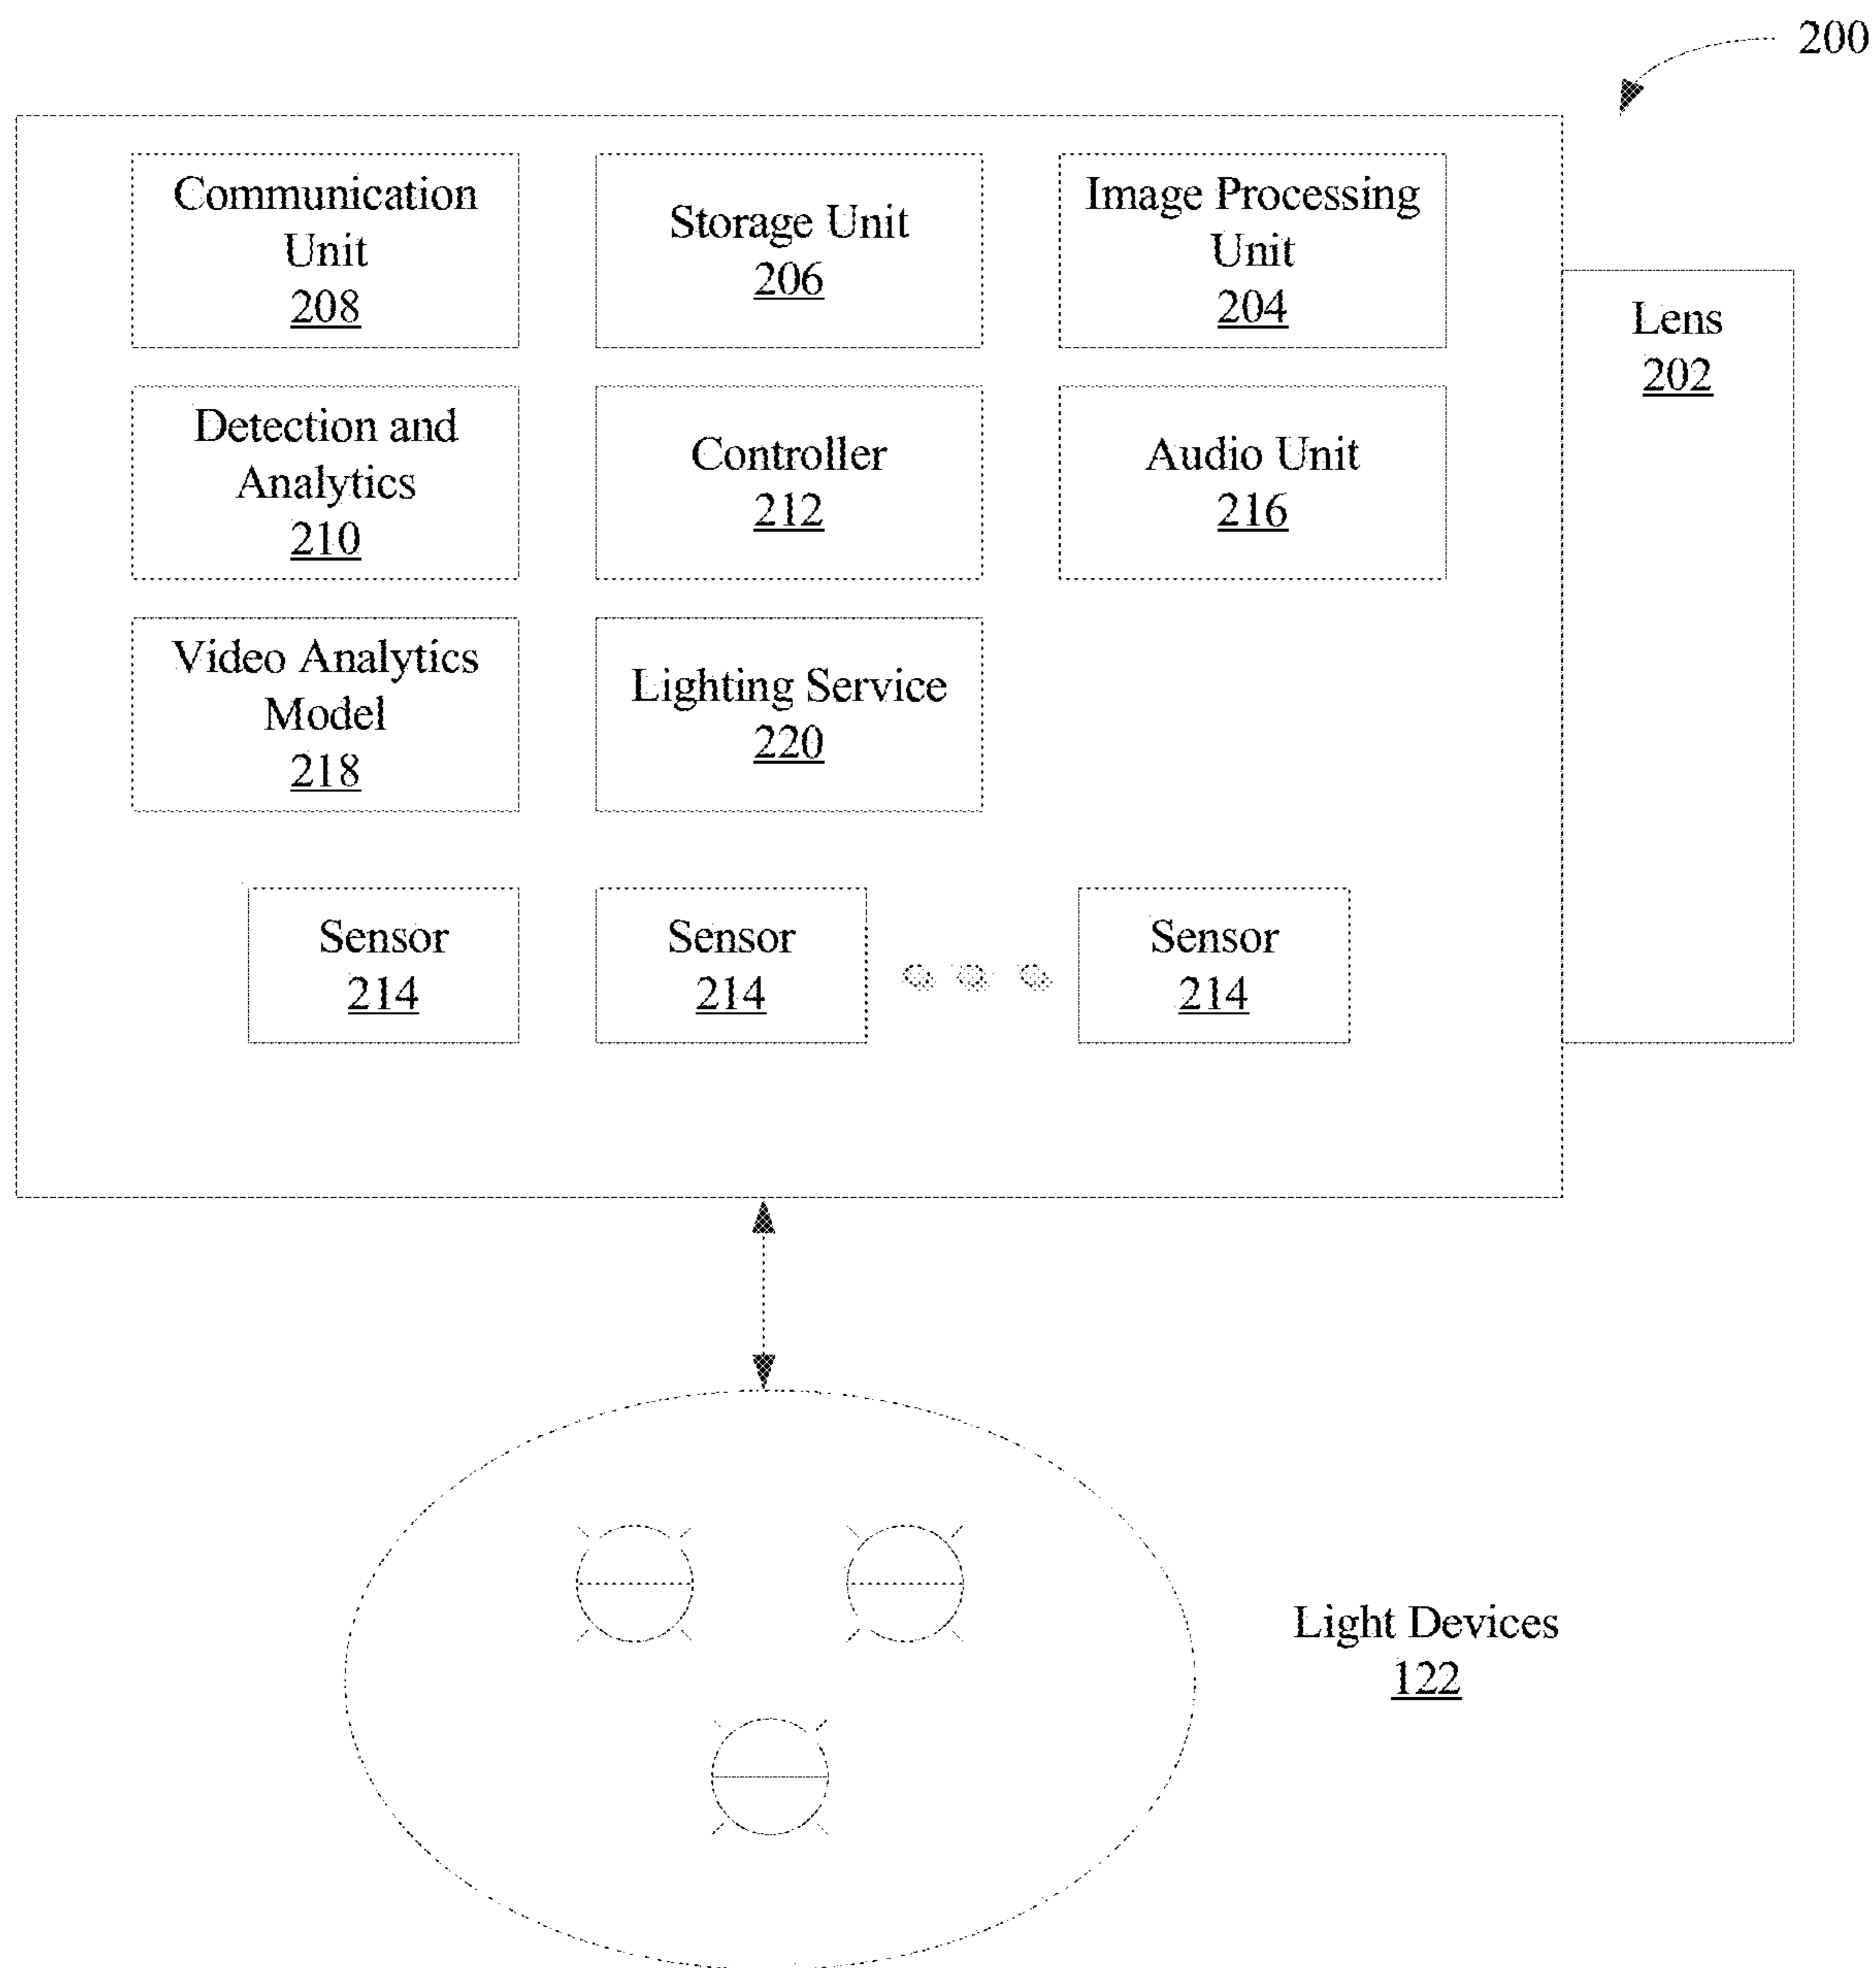 200
Communication
Unit
208
Storage Unit
206
Image Processing
Unit
204
Lens
202
Detection and
Analytics
210
Controller
212
Audio Unit
216
Video Analytics
Model
218
Lighting Service
220
Sensor
214
Sensor
214
Sensor
214
Light Devices
122